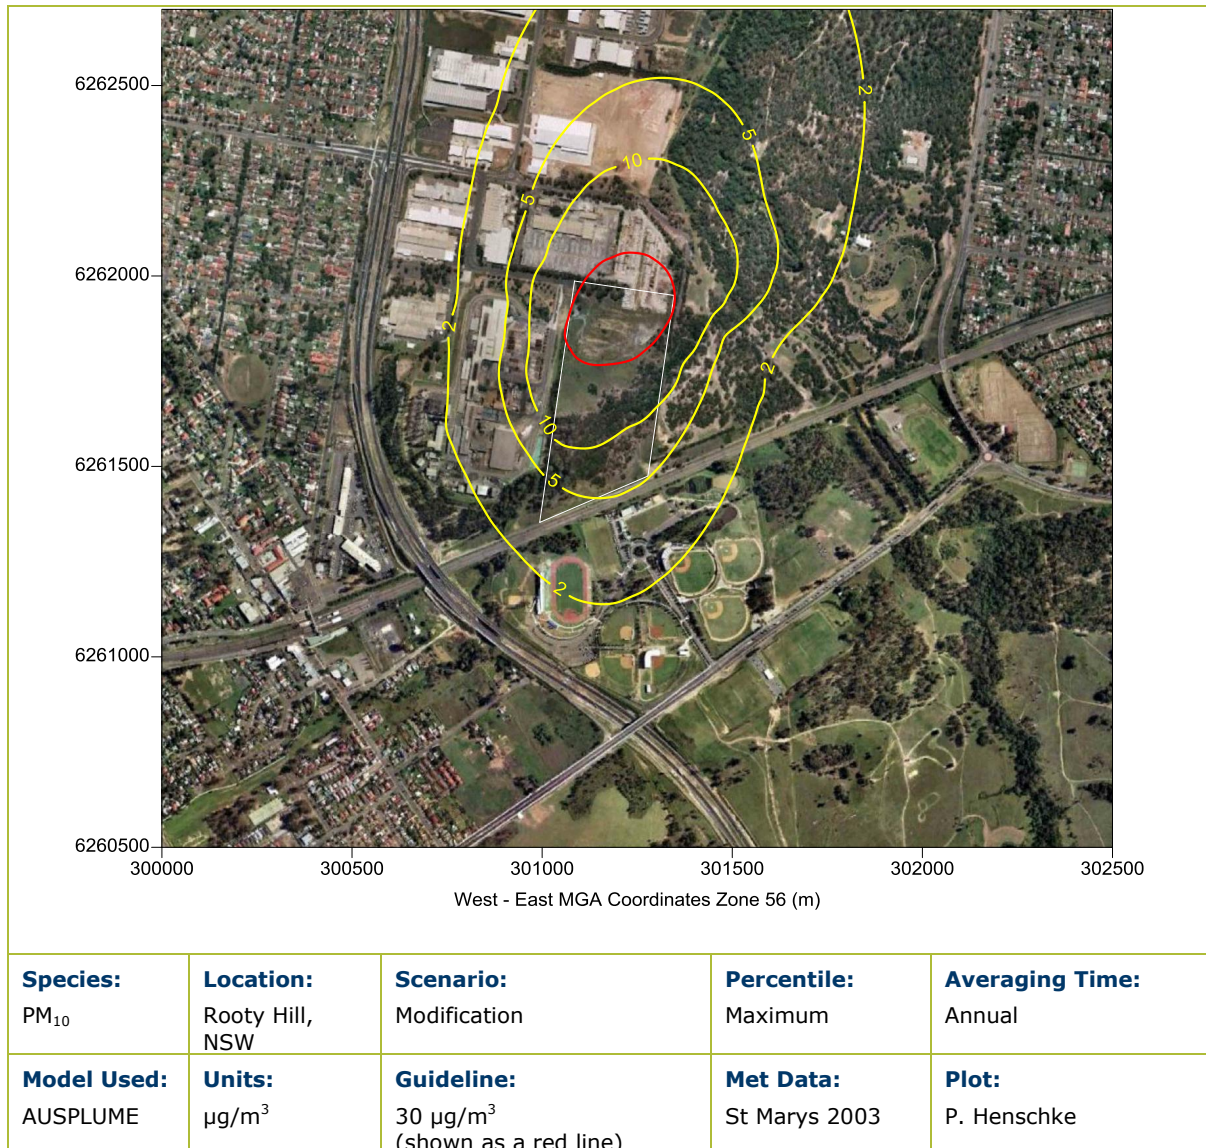 6262500
6262000
6261500
6261000
6260500
300000 300500 301000 301500 302000 302500
West - East MGA Coordinates Zone 56 (m)
2
5
10
5
2
2
10
5
2
Species: Location: Scenario: Percentile: Averaging Time:
PM10 Rooty Hill, Modification Maximum Annual
NSW
Model Used: Units: Guideline: Met Data: Plot:
AUSPLUME µg/m³ 30 µg/m³ St Marys 2003 P. Henschke
(shown as a red line)